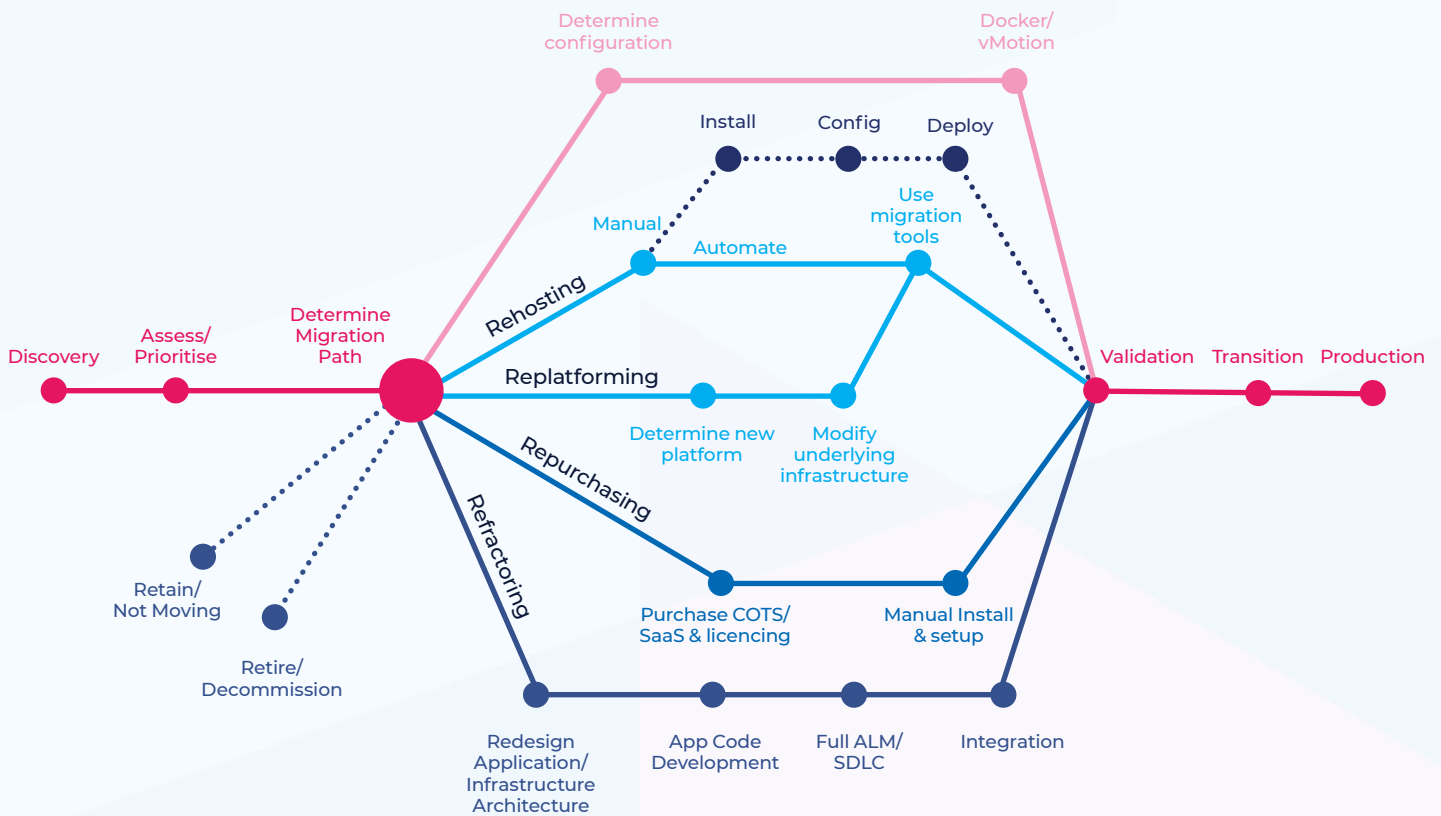 Determine
configuration
Docker/
vMotion
Install
Config
Deploy
Use
migration
tools
Manual
Automate
Rehosting
Determine
Migration
Path
Assess/
Prioritise
Discovery
Validation
Transition
Production
Replatforming
Determine new
platform
Modify
underlying
infrastructure
Repurchasing
Refractoring
Retain/
Not Moving
Purchase COTS/
SaaS & licencing
Manual Install
& setup
Retire/
Decommission
Redesign
Application/
Infrastructure
Architecture
App Code
Development
Full ALM/
SDLC
Integration